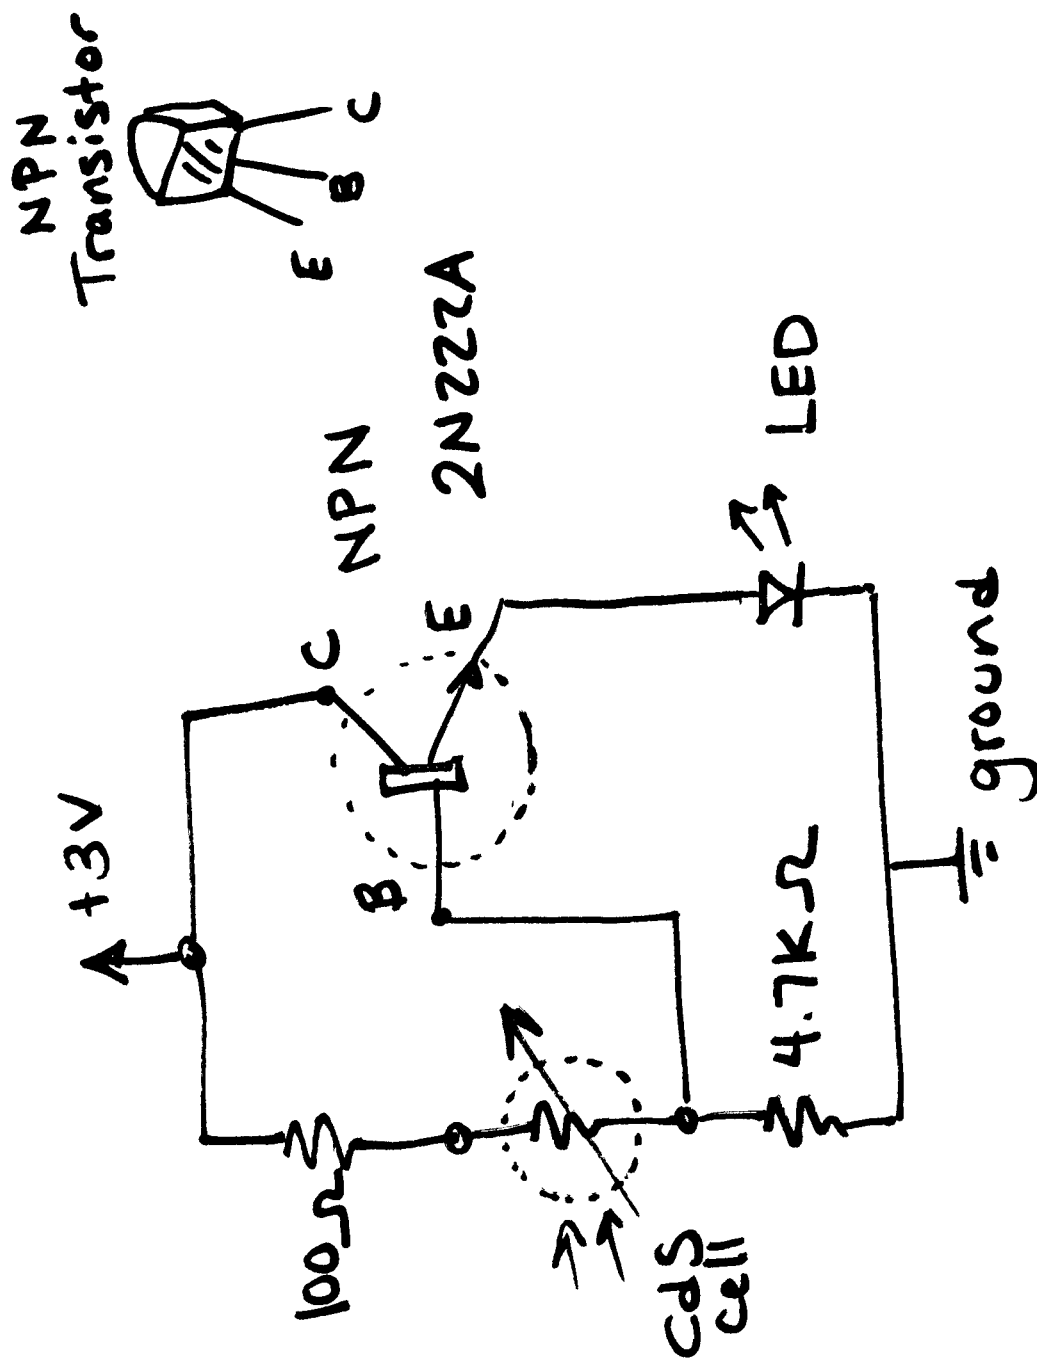 NPN
Transistor
E
B
C
+3V
C
B
E
NPN
2N222A
100Ω
CdS
cell
4.7KΩ
LED
ground